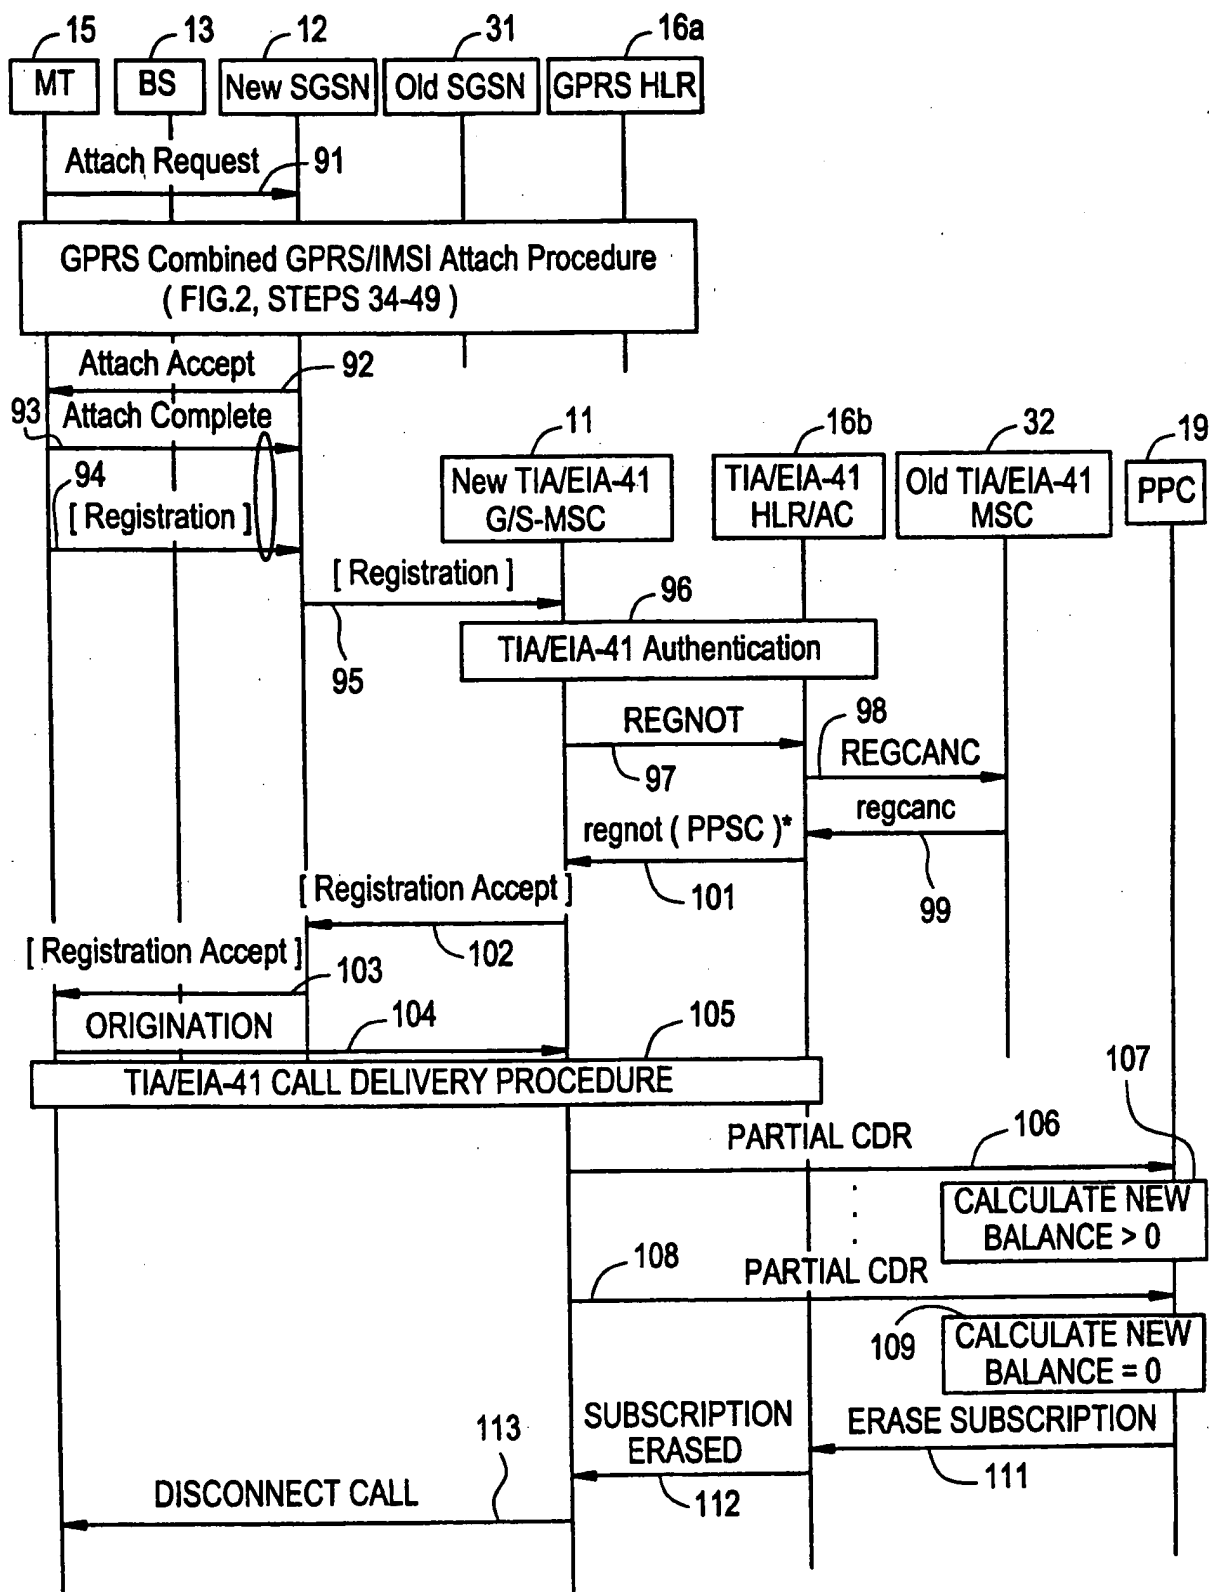 15 13 12 31 16a
MT BS New SGSN Old SGSN GPRS HLR
Attach Request 91
GPRS Combined GPRS/IMSI Attach Procedure
( FIG.2, STEPS 34-49 )
Attach Accept 92
93 Attach Complete
11 16b 32 19
New TIA/EIA-41
G/S-MSC
TIA/EIA-41
HLR/AC
Old TIA/EIA-41
MSC
PPC
94
[ Registration ]
[ Registration ]
95
96
TIA/EIA-41 Authentication
REGNOT
97
98
REGCANC
regcanc
99
regnot ( PPSC )*
101
[ Registration Accept ]
102
[ Registration Accept ]
103
ORIGINATION 104
105
TIA/EIA-41 CALL DELIVERY PROCEDURE
107
PARTIAL CDR 106
CALCULATE NEW
BALANCE > 0
108 PARTIAL CDR
109
CALCULATE NEW
BALANCE = 0
SUBSCRIPTION
ERASED
112
ERASE SUBSCRIPTION
111
113
DISCONNECT CALL